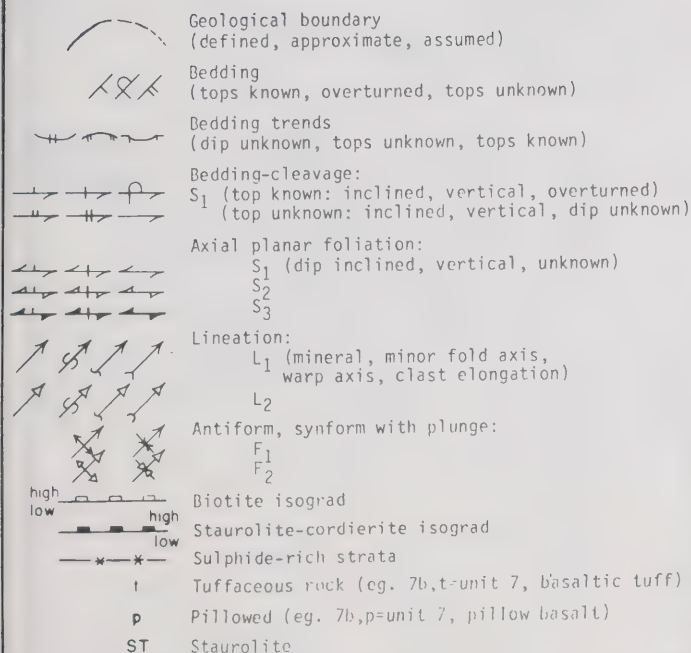 Geological boundary
(defined, approximate, assumed)
Bedding
(tops known, overturned, tops unknown)
Bedding trends
(dip unknown, tops unknown, tops known)
Bedding-cleavage:
S1 (top known: inclined, vertical, overturned)
(top unknown: inclined, vertical, dip unknown)
Axial planar foliation:
S1 (dip inclined, vertical, unknown)
S2
S3
Lineation:
L1 (mineral, minor fold axis,
warp axis, clast elongation)
L2
Antiform, synform with plunge:
F1
F2
high
low
Biotite isograd
high
low
Staurolite-cordierite isograd
Sulphide-rich strata
t Tuffaceous rock (eg. 7b,t=unit 7, basaltic tuff)
p Pillowed (eg. 7b,p=unit 7, pillow basalt)
ST Staurolite